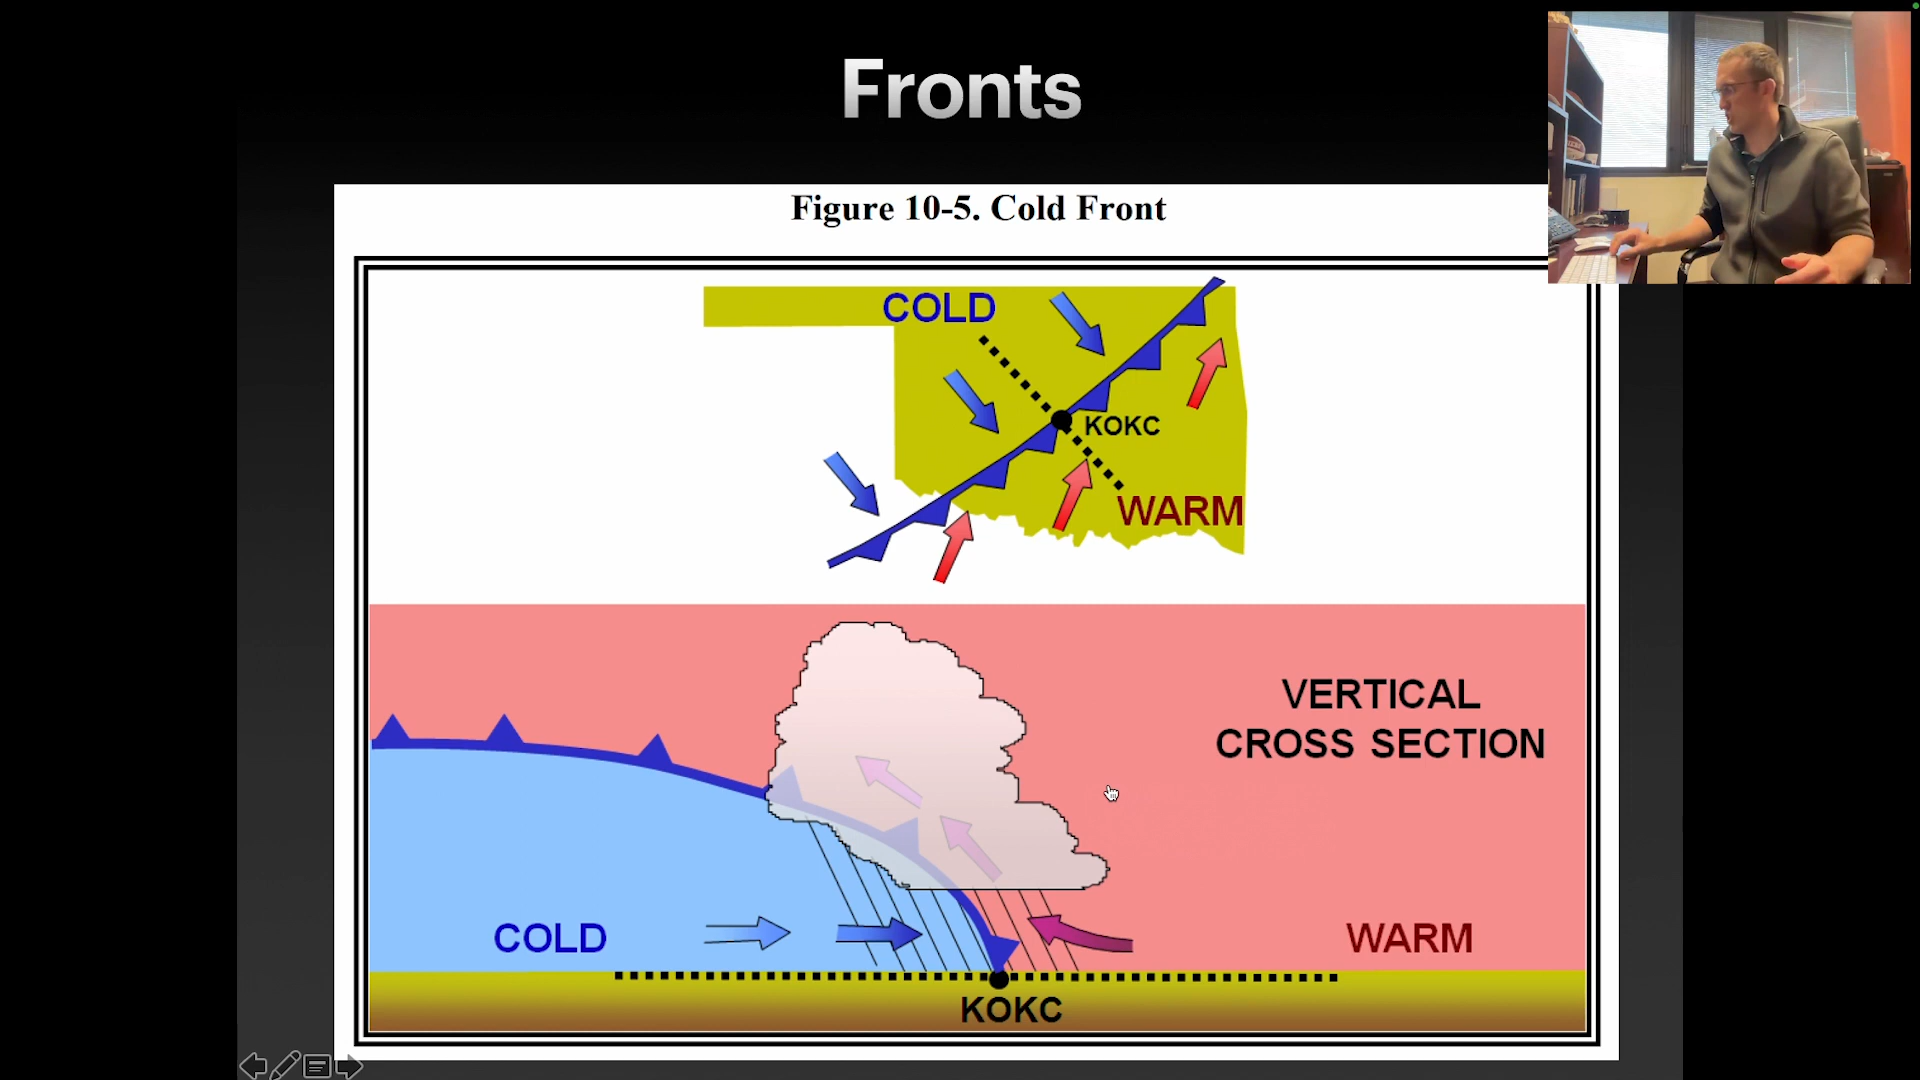 Fronts
Figure 10-5. Cold Front
COLD
KOKC
WARM
VERTICAL
CROSS SECTION
COLD
WARM
KOKC